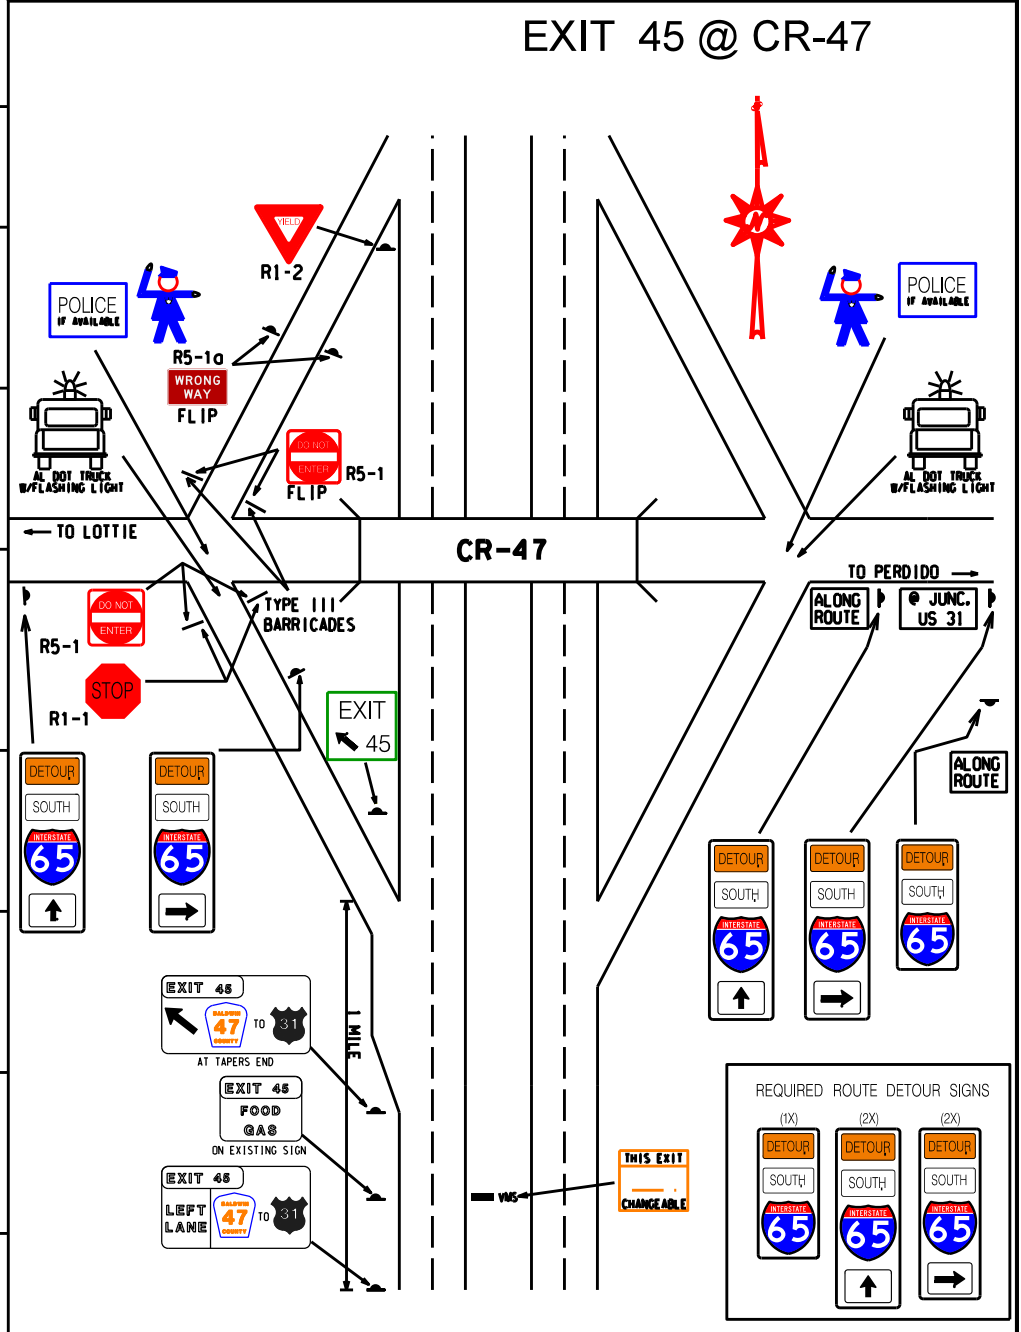 EXIT 45 @ CR-47
N
YIELD
R1-2
POLICE
IF AVAILABLE
POLICE
IF AVAILABLE
R5-1a
WRONG
WAY
FLIP
DO NOT
ENTER
R5-1
FLIP
AL DOT TRUCK
W/FLASHING LIGHT
AL DOT TRUCK
W/FLASHING LIGHT
TO LOTTIE
CR-47
TO PERDIDO
DO NOT
ENTER
R5-1
TYPE III
BARRICADES
ALONG
ROUTE
@ JUNC.
US 31
STOP
R1-1
EXIT
45
ALONG
ROUTE
DETOUR
SOUTH
INTERSTATE
65
DETOUR
SOUTH
INTERSTATE
65
DETOUR
SOUTH
INTERSTATE
65
DETOUR
SOUTH
INTERSTATE
65
DETOUR
SOUTH
INTERSTATE
65
EXIT 45
BALDWIN
47
COUNTY
TO
31
AT TAPERS END
1 MILE
EXIT 45
FOOD
GAS
ON EXISTING SIGN
EXIT 45
LEFT
LANE
BALDWIN
47
COUNTY
TO
31
VMS
THIS EXIT
CHANGEABLE
REQUIRED ROUTE DETOUR SIGNS
(1X)
(2X)
(2X)
DETOUR
SOUTH
INTERSTATE
65
DETOUR
SOUTH
INTERSTATE
65
DETOUR
SOUTH
INTERSTATE
65